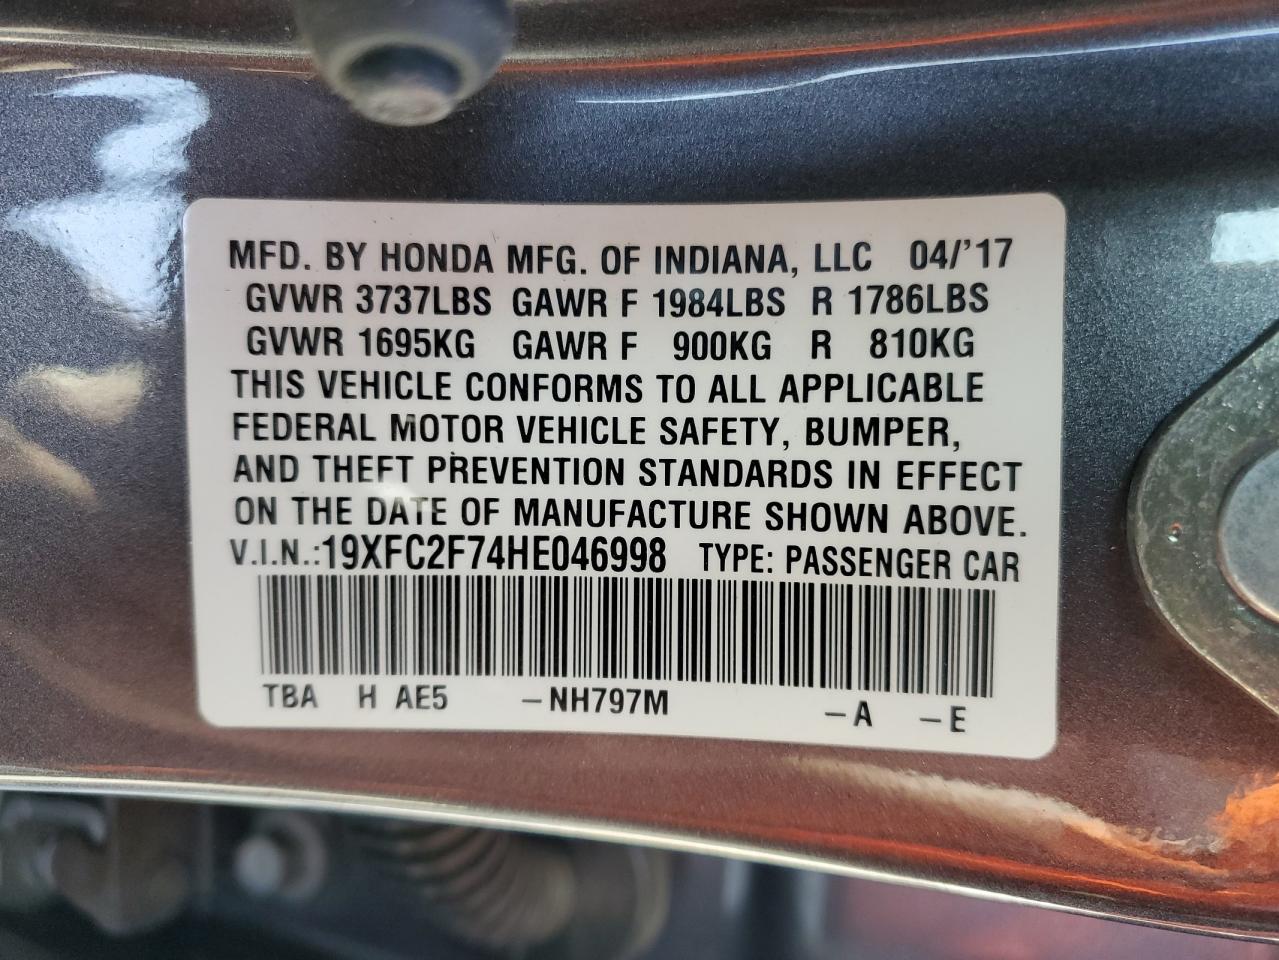 MFD. BY HONDA MFG. OF INDIANA, LLC 04/'17
GVWR 3737LBS GAWR F 1984LBS R 1786LBS
GVWR 1695KG GAWR F 900KG R 810KG
THIS VEHICLE CONFORMS TO ALL APPLICABLE
FEDERAL MOTOR VEHICLE SAFETY, BUMPER,
AND THEFT PREVENTION STANDARDS IN EFFECT
ON THE DATE OF MANUFACTURE SHOWN ABOVE.
V.I.N.:19XFC2F74HE046998 TYPE: PASSENGER CAR
TBA H AE5 –NH797M –A –E